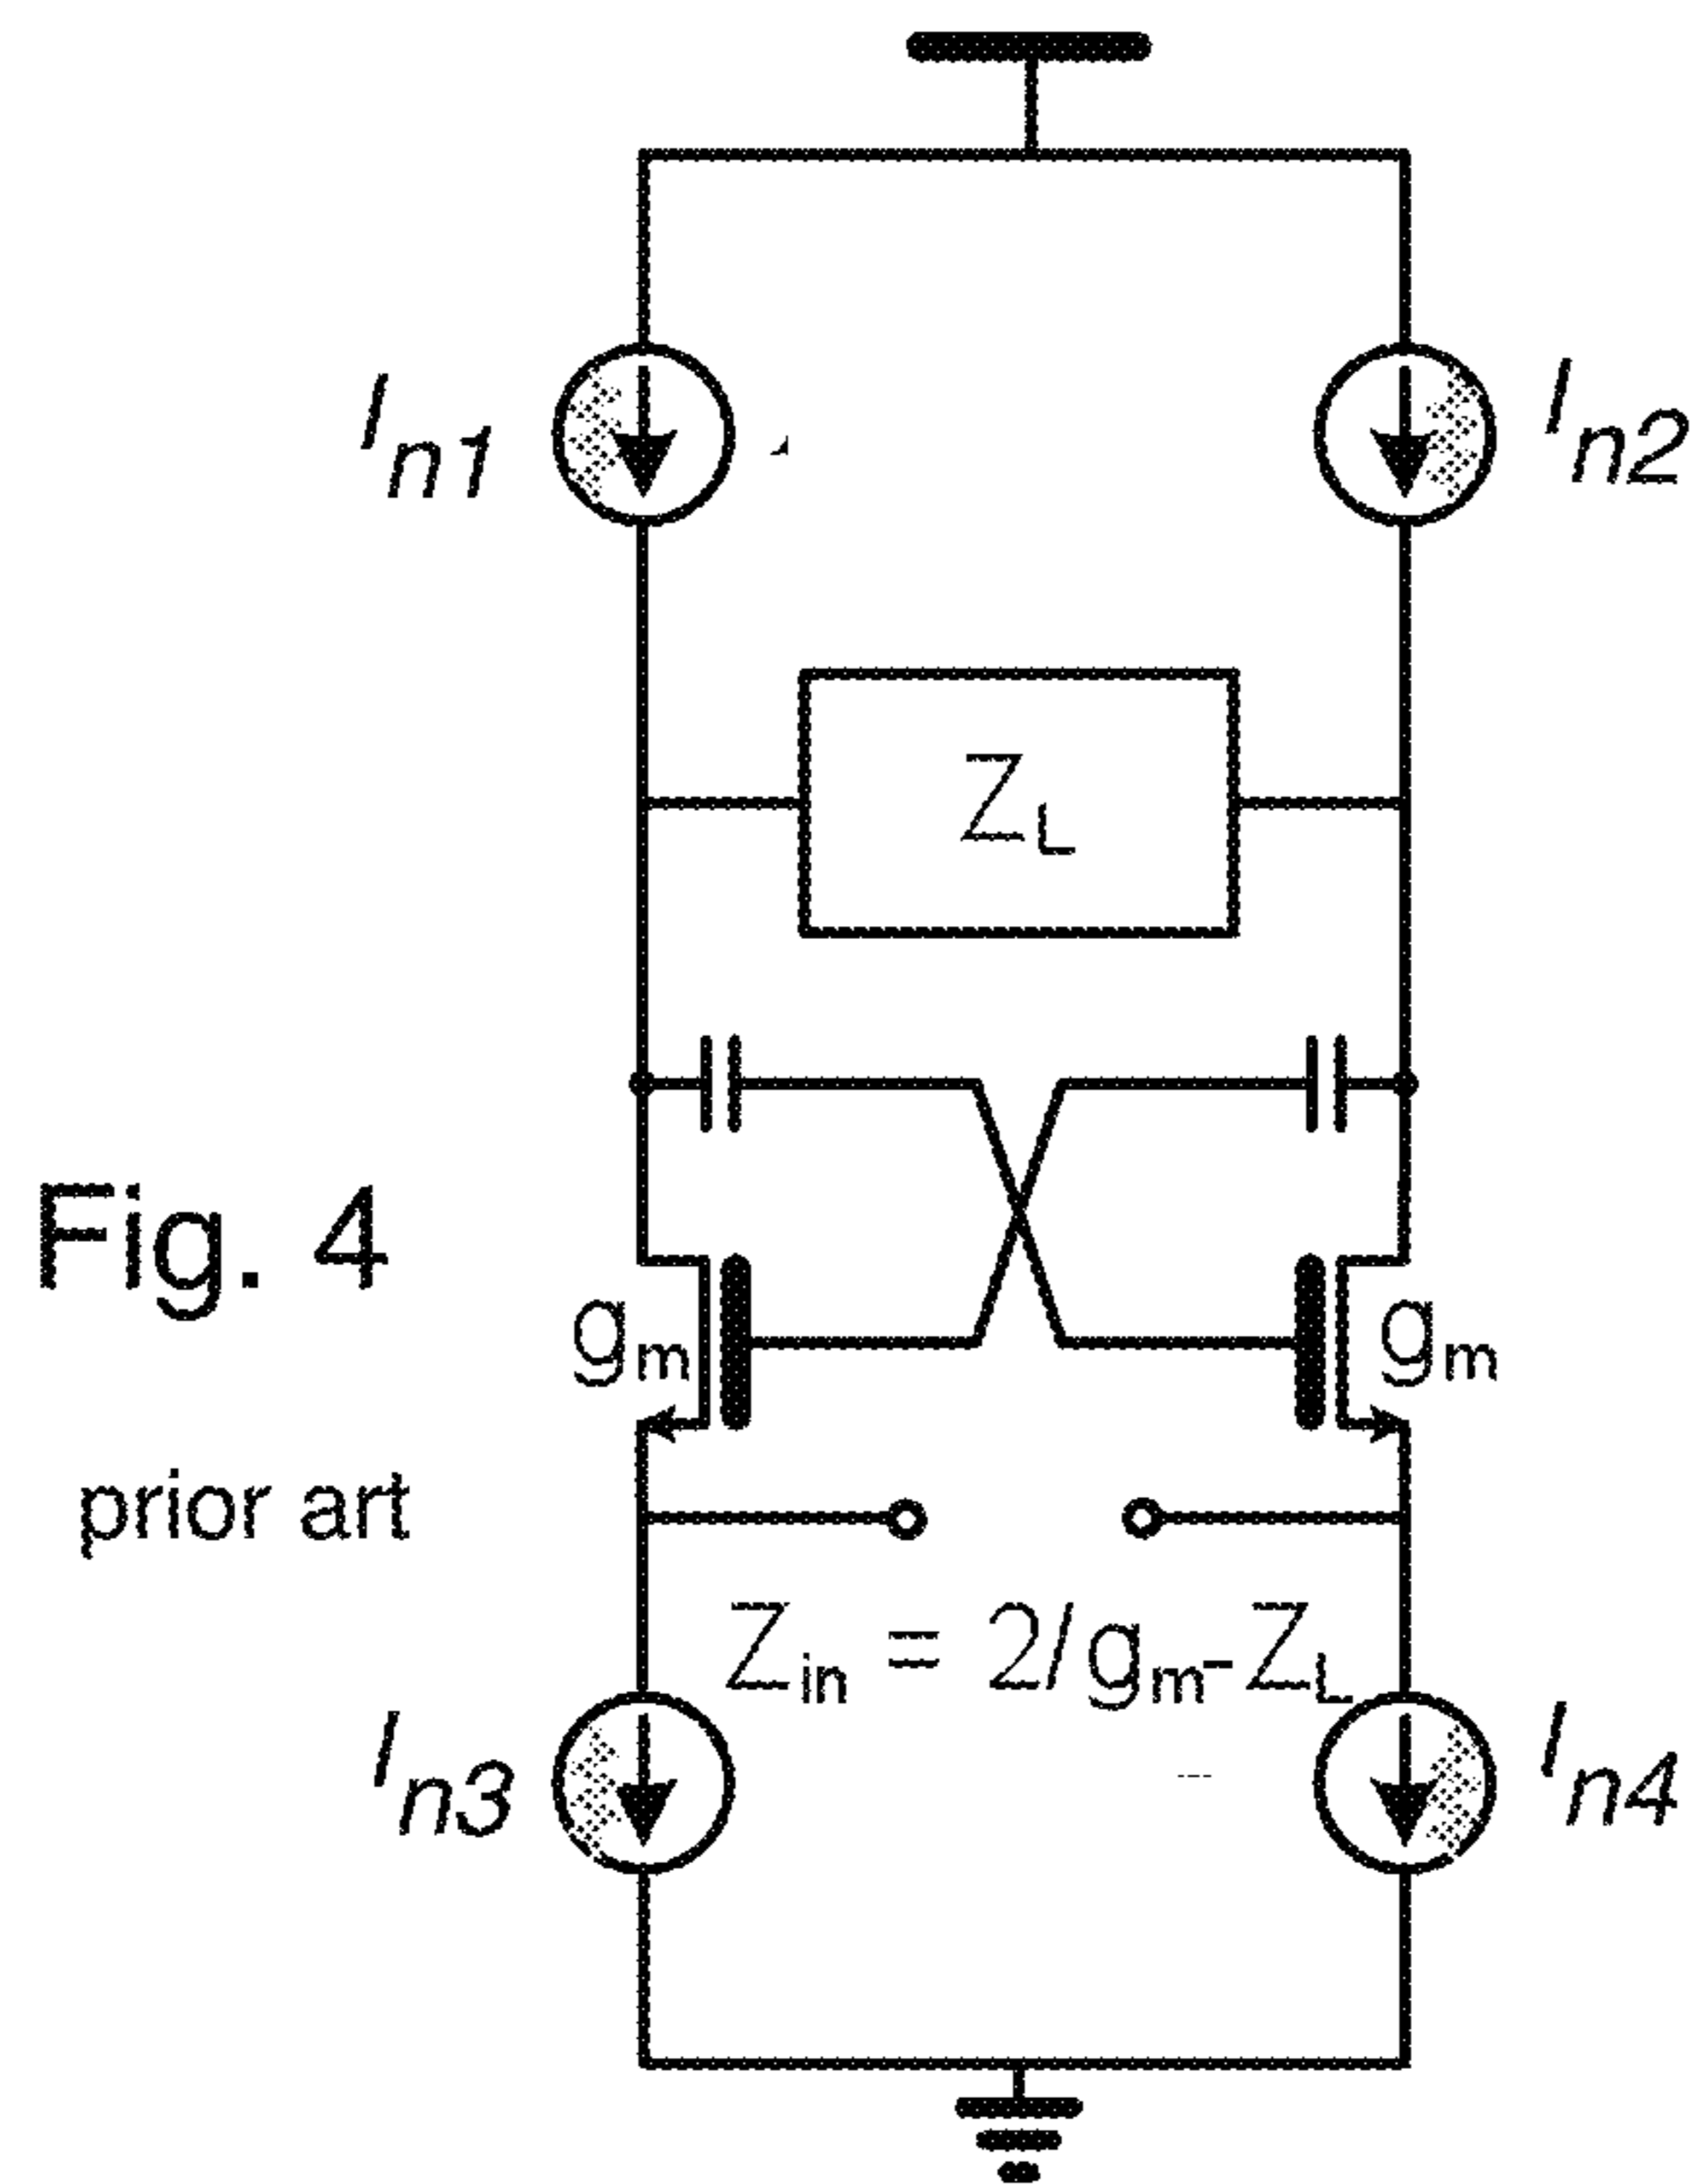 I_n1
I_n2
Z_L
Fig. 4
g_m
g_m
prior art
Z_in = 2/g_m-Z_L
I_n3
I_n4